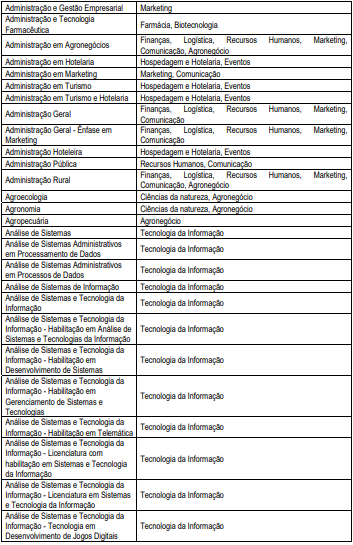 Administração e Gestão Empresarial Marketing
Administração e Tecnologia
Farmacêutica
Farmácia, Biotecnologia
Administração em Agronegócios
Finanças, Logística, Recursos Humanos, Marketing,
Comunicação, Agronegócio
Administração em Hotelaria Hospedagem e Hotelaria, Eventos
Administração em Marketing Marketing, Comunicação
Administração em Turismo Hospedagem e Hotelaria, Eventos
Administração em Turismo e Hotelaria Hospedagem e Hotelaria, Eventos
Administração Geral
Finanças, Logística, Recursos Humanos, Marketing,
Comunicação
Administração Geral - Ênfase em
Marketing
Finanças, Logística, Recursos Humanos, Marketing,
Comunicação
Administração Hoteleira Hospedagem e Hotelaria, Eventos
Administração Pública Recursos Humanos, Comunicação
Administração Rural
Finanças, Logística, Recursos Humanos, Marketing,
Comunicação, Agronegócio
Agroecologia Ciências da natureza, Agronegócio
Agronomia Ciências da natureza, Agronegócio
Agropecuária Agronegócio
Análise de Sistemas Tecnologia da Informação
Análise de Sistemas Administrativos
em Processamento de Dados
Tecnologia da Informação
Análise de Sistemas Administrativos
em Processos de Dados
Tecnologia da Informação
Análise de Sistemas de Informação Tecnologia da Informação
Análise de Sistemas e Tecnologia da
Informação
Tecnologia da Informação
Análise de Sistemas e Tecnologia da
Informação - Habilitação em Análise de
Sistemas e Tecnologias da Informação
Tecnologia da Informação
Análise de Sistemas e Tecnologia da
Informação - Habilitação em
Desenvolvimento de Sistemas
Tecnologia da Informação
Análise de Sistemas e Tecnologia da
Informação - Habilitação em
Gerenciamento de Sistemas e
Tecnologias
Tecnologia da Informação
Análise de Sistemas e Tecnologia da
Informação - Habilitação em Telemática
Tecnologia da Informação
Análise de Sistemas e Tecnologia da
Informação - Licenciatura com
habilitação em Sistemas e Tecnologia
da Informação
Tecnologia da Informação
Análise de Sistemas e Tecnologia da
Informação - Licenciatura em Sistemas
e Tecnologia da Informação
Tecnologia da Informação
Análise de Sistemas e Tecnologia da
Informação - Tecnologia em
Desenvolvimento de Jogos Digitais
Tecnologia da Informação